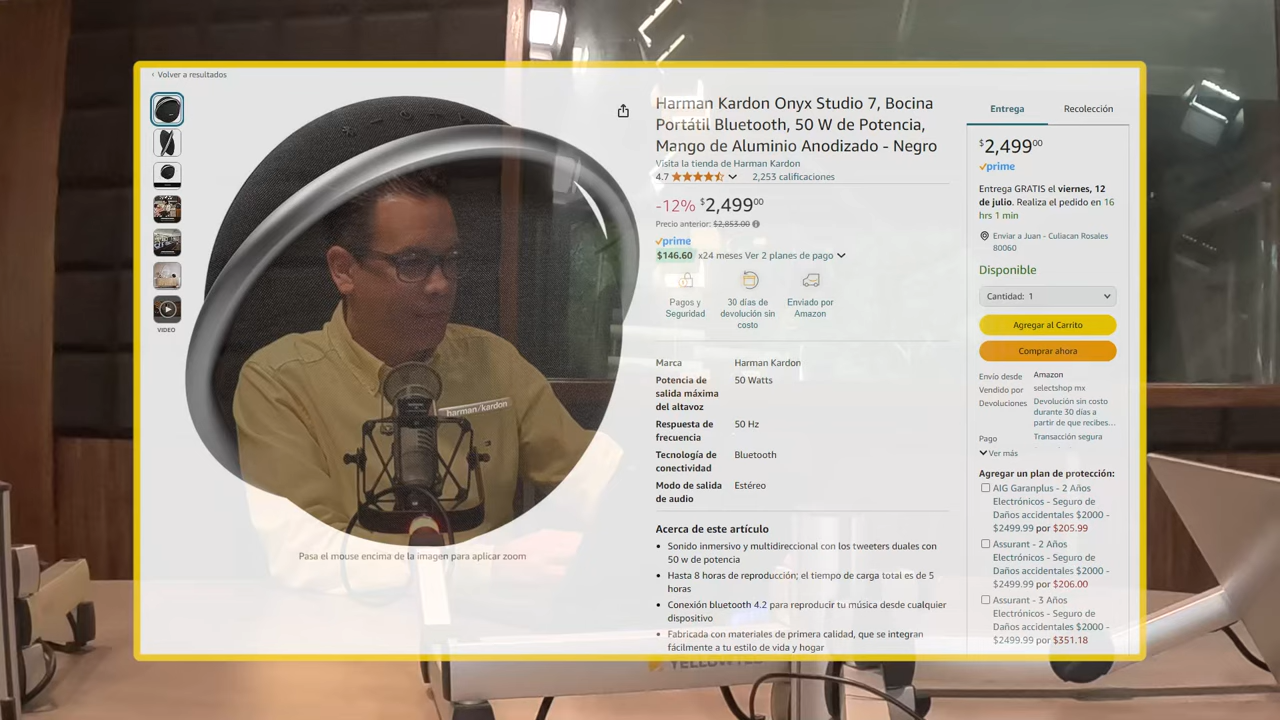 ‹ Volver a resultados
VIDEO
harman/kardon
Pasa el mouse encima de la imagen para aplicar zoom
Harman Kardon Onyx Studio 7, Bocina
Portátil Bluetooth, 50 W de Potencia,
Mango de Aluminio Anodizado - Negro
Visita la tienda de Harman Kardon
4.7 2,253 calificaciones
-12% $2,49900
Precio anterior: $2,853.00
prime
$146.60 x24 meses Ver 2 planes de pago
Pagos y
Seguridad
30 días de
devolución sin
costo
Enviado por
Amazon
Marca Harman Kardon
Potencia de 50 Watts
salida máxima
del altavoz
Respuesta de 50 Hz
frecuencia
Tecnología de Bluetooth
conectividad
Modo de salida Estéreo
de audio
Acerca de este artículo
• Sonido inmersivo y multidireccional con los tweeters duales con
50 w de potencia
• Hasta 8 horas de reproducción; el tiempo de carga total es de 5
horas
• Conexión bluetooth 4.2 para reproducir tu música desde cualquier
dispositivo
• Fabricada con materiales de primera calidad, que se integran
fácilmente a tu estilo de vida y hogar
Entrega Recolección
$2,49900
prime
Entrega GRATIS el viernes, 12
de julio. Realiza el pedido en 16
hrs 1 min
Enviar a Juan - Culiacan Rosales
80060
Disponible
Cantidad: 1
Agregar al Carrito
Comprar ahora
Envío desde Amazon
Vendido por selectshop mx
Devoluciones Devolución sin costo
durante 30 días a
partir de que recibes...
Pago Transacción segura
Ver más
Agregar un plan de protección:
AIG Garanplus - 2 Años
Electrónicos - Seguro de
Daños accidentales $2000 -
$2499.99 por $205.99
Assurant - 2 Años
Electrónicos - Seguro de
Daños accidentales $2000 -
$2499.99 por $206.00
Assurant - 3 Años
Electrónicos - Seguro de
Daños accidentales $2000 -
$2499.99 por $351.18